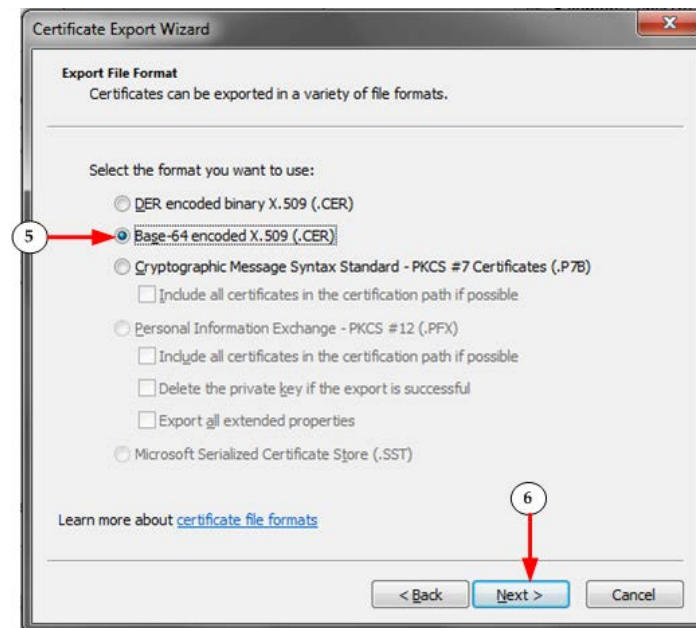 Certificate Export Wizard
Export File Format
Certificates can be exported in a variety of file formats.
Select the format you want to use:
DER encoded binary X.509 (.CER)
5
Base-64 encoded X.509 (.CER)
Cryptographic Message Syntax Standard - PKCS #7 Certificates (.P7B)
Include all certificates in the certification path if possible
Personal Information Exchange - PKCS #12 (.PFX)
Include all certificates in the certification path if possible
Delete the private key if the export is successful
Export all extended properties
Microsoft Serialized Certificate Store (.SST)
6
Learn more about certificate file formats
< Back Next > Cancel